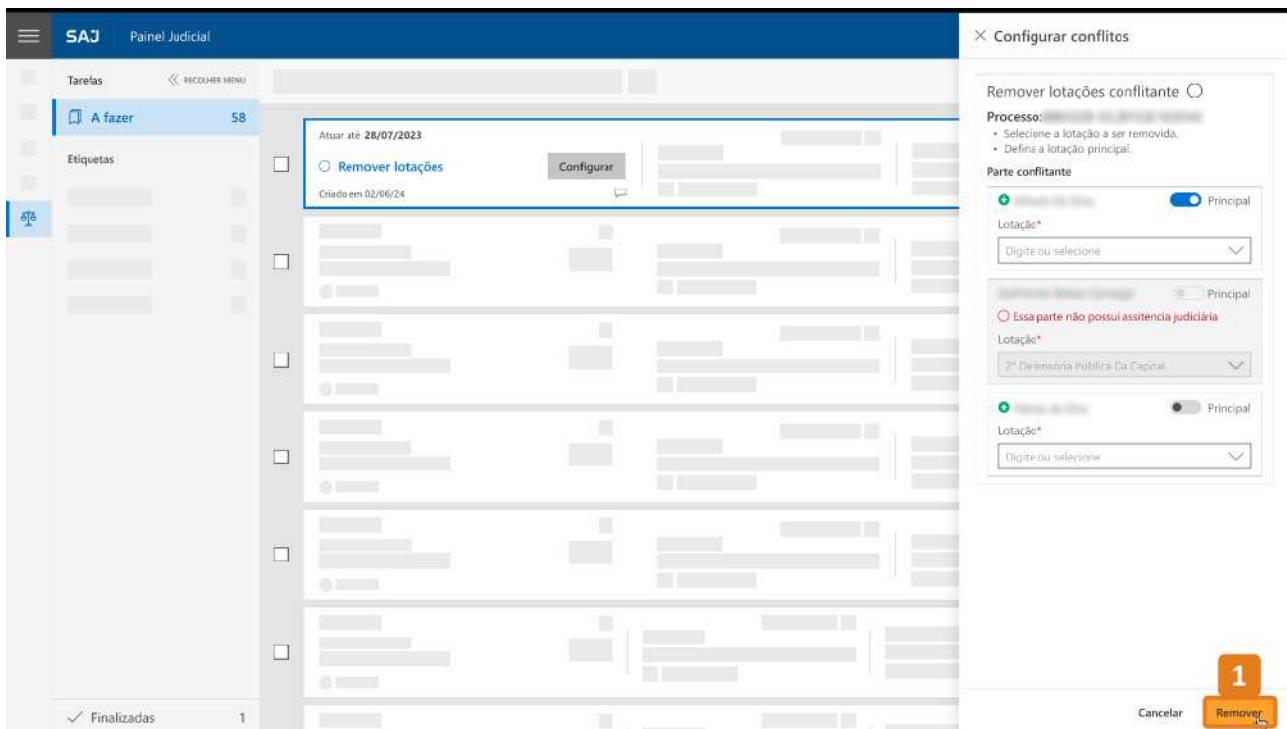 SAJ Painel Judicial
Tarefas
RECOLHER MENU
A fazer 58
Etiquetas
Finalizadas 1
Atuar até 28/07/2023
Remover lotações
Configurar
Criado em 02/06/24
Configurar conflitos
Remover lotações conflitante
Processo:
• Selecione a lotação a ser removida.
• Defina a lotação principal.
Parte conflitante
Principal
Lotação*
Digite ou selecione
Principal
Essa parte não possui assitencia judiciária
Lotação*
2ª Defensória Pública Da Capital
Principal
Lotação*
Digite ou selecione
1
Cancelar
Remover